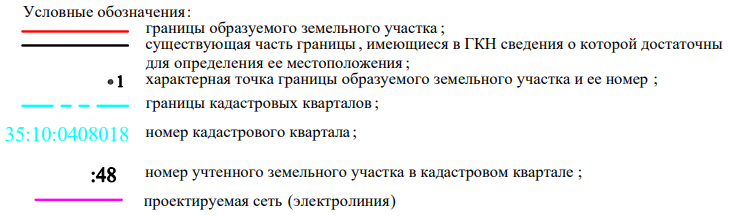 Условные обозначения:
границы образуемого земельного участка;
существующая часть границы, имеющиеся в ГКН сведения о которой достаточны
для определения ее местоположения;
•1 характерная точка границы образуемого земельного участка и ее номер;
границы кадастровых кварталов;
35:10:0408018 номер кадастрового квартала;
:48 номер учтенного земельного участка в кадастровом квартале;
проектируемая сеть (электролиния)